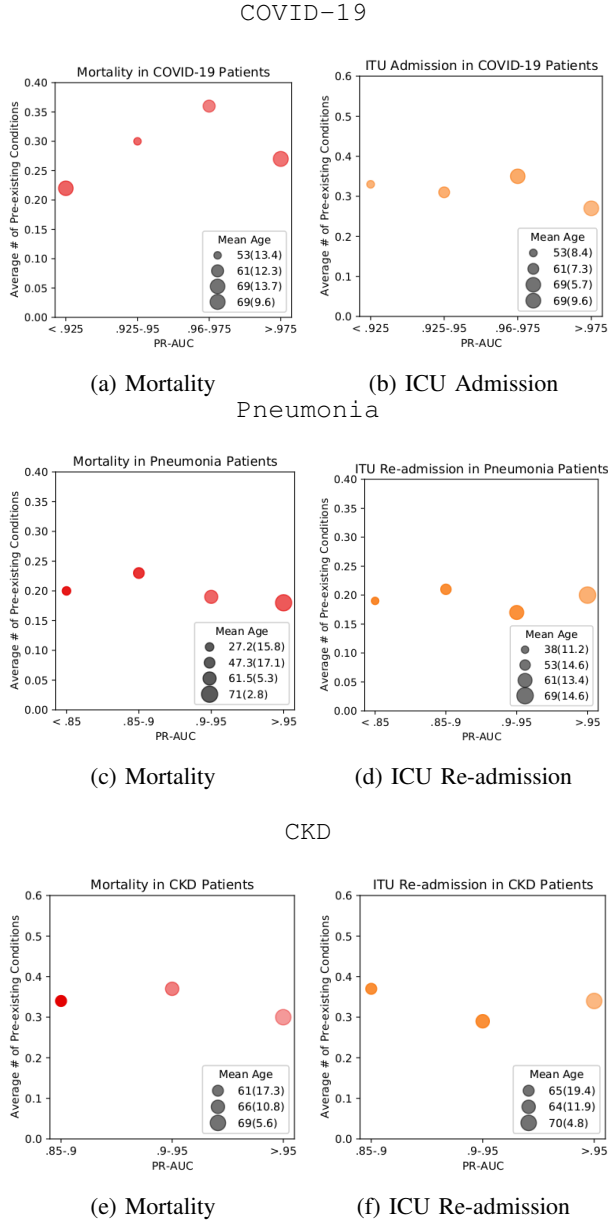 COVID-19
Mortality in COVID-19 Patients
Average # of Pre-existing Conditions
0.40
0.35
0.30
0.25
0.20
0.15
0.10
0.05
0.00
Mean Age
53(13.4)
61(12.3)
69(13.7)
69(9.6)
< .925
.925-.95
.96-.975
>.975
PR-AUC
(a) Mortality
ITU Admission in COVID-19 Patients
Average # of Pre-existing Conditions
0.6
0.5
0.4
0.3
0.2
0.1
0.0
Mean Age
53(8.4)
61(7.3)
69(5.7)
69(9.6)
< .925
.925-.95
.96-.975
>.975
PR-AUC
(b) ICU Admission
Pneumonia
Mortality in Pneumonia Patients
Average # of Pre-existing Conditions
0.40
0.35
0.30
0.25
0.20
0.15
0.10
0.05
0.00
Mean Age
27.2(15.8)
47.3(17.1)
61.5(5.3)
71(2.8)
< .85
.85-.9
.9-.95
>.95
PR-AUC
(c) Mortality
ITU Re-admission in Pneumonia Patients
Average # of Pre-existing Conditions
0.40
0.35
0.30
0.25
0.20
0.15
0.10
0.05
0.00
Mean Age
38(11.2)
53(14.6)
61(13.4)
69(14.6)
< .85
.85-.9
.9-.95
>.95
PR-AUC
(d) ICU Re-admission
CKD
Mortality in CKD Patients
Average # of Pre-existing Conditions
0.6
0.5
0.4
0.3
0.2
0.1
0.0
Mean Age
61(17.3)
66(10.8)
69(5.6)
.85-.9
.9-.95
>.95
PR-AUC
(e) Mortality
ITU Re-admission in CKD Patients
Average # of Pre-existing Conditions
0.6
0.5
0.4
0.3
0.2
0.1
0.0
Mean Age
65(19.4)
64(11.9)
70(4.8)
.85-.9
.9-.95
>.95
PR-AUC
(f) ICU Re-admission